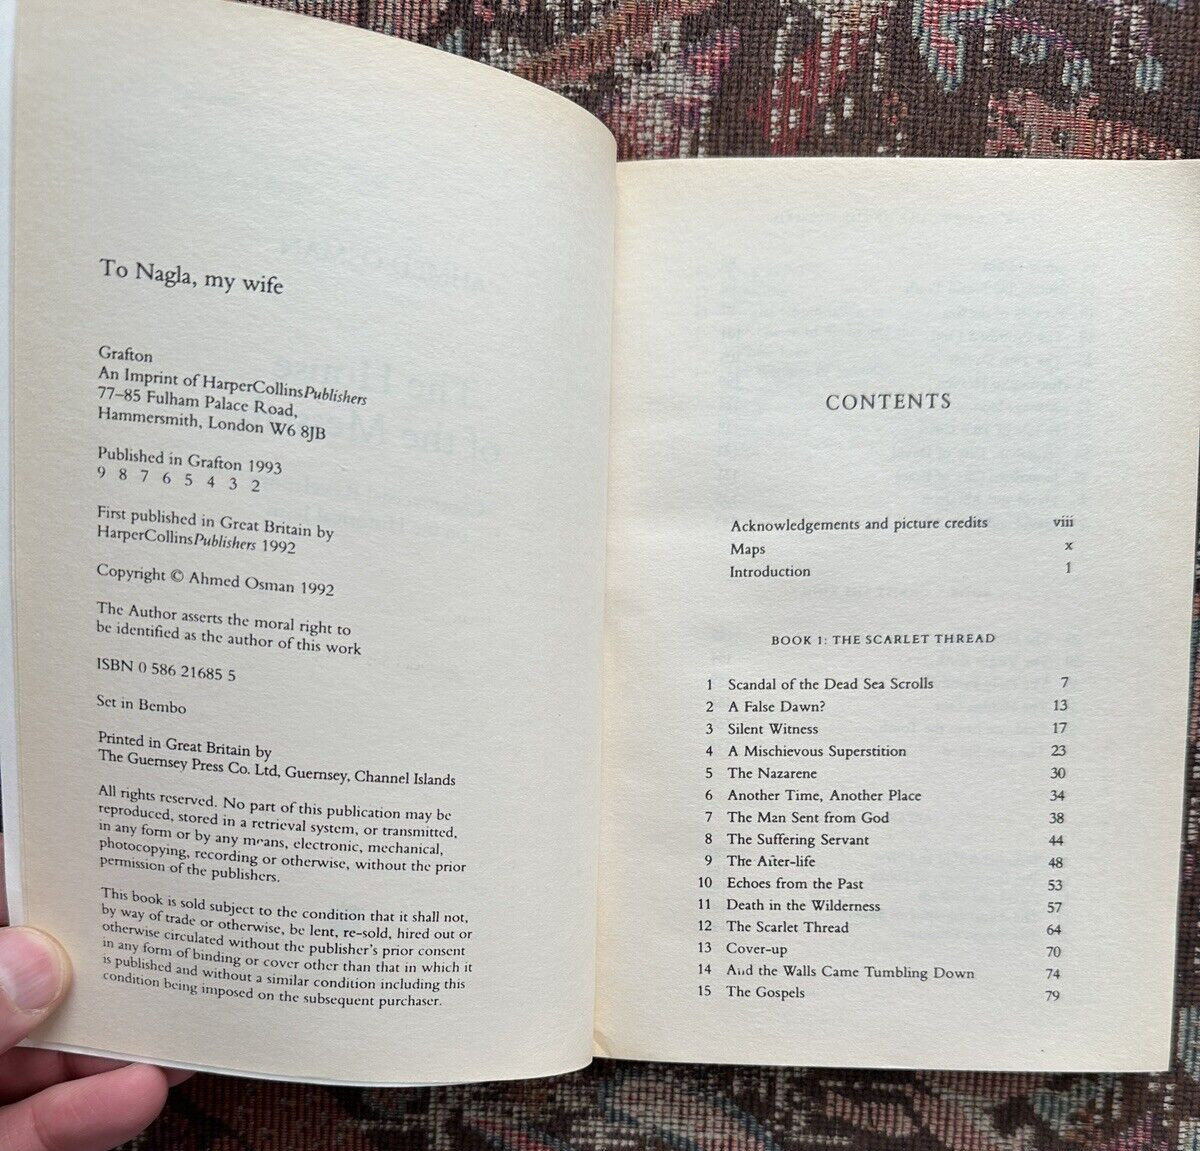 To Nagla, my wife
Grafton
An Imprint of HarperCollinsPublishers
77–85 Fulham Palace Road,
Hammersmith, London W6 8JB
Published in Grafton 1993
9 8 7 6 5 4 3 2
First published in Great Britain by
HarperCollinsPublishers 1992
Copyright © Ahmed Osman 1992
The Author asserts the moral right to
be identified as the author of this work
ISBN 0 586 21685 5
Set in Bembo
Printed in Great Britain by
The Guernsey Press Co. Ltd, Guernsey, Channel Islands
All rights reserved. No part of this publication may be
reproduced, stored in a retrieval system, or transmitted,
in any form or by any means, electronic, mechanical,
photocopying, recording or otherwise, without the prior
permission of the publishers.
This book is sold subject to the condition that it shall not,
by way of trade or otherwise, be lent, re-sold, hired out or
otherwise circulated without the publisher's prior consent
in any form of binding or cover other than that in which it
is published and without a similar condition including this
condition being imposed on the subsequent purchaser.
CONTENTS
Acknowledgements and picture credits viii
Maps x
Introduction 1
BOOK 1: THE SCARLET THREAD
1 Scandal of the Dead Sea Scrolls 7
2 A False Dawn? 13
3 Silent Witness 17
4 A Mischievous Superstition 23
5 The Nazarene 30
6 Another Time, Another Place 34
7 The Man Sent from God 38
8 The Suffering Servant 44
9 The After-life 48
10 Echoes from the Past 53
11 Death in the Wilderness 57
12 The Scarlet Thread 64
13 Cover-up 70
14 And the Walls Came Tumbling Down 74
15 The Gospels 79